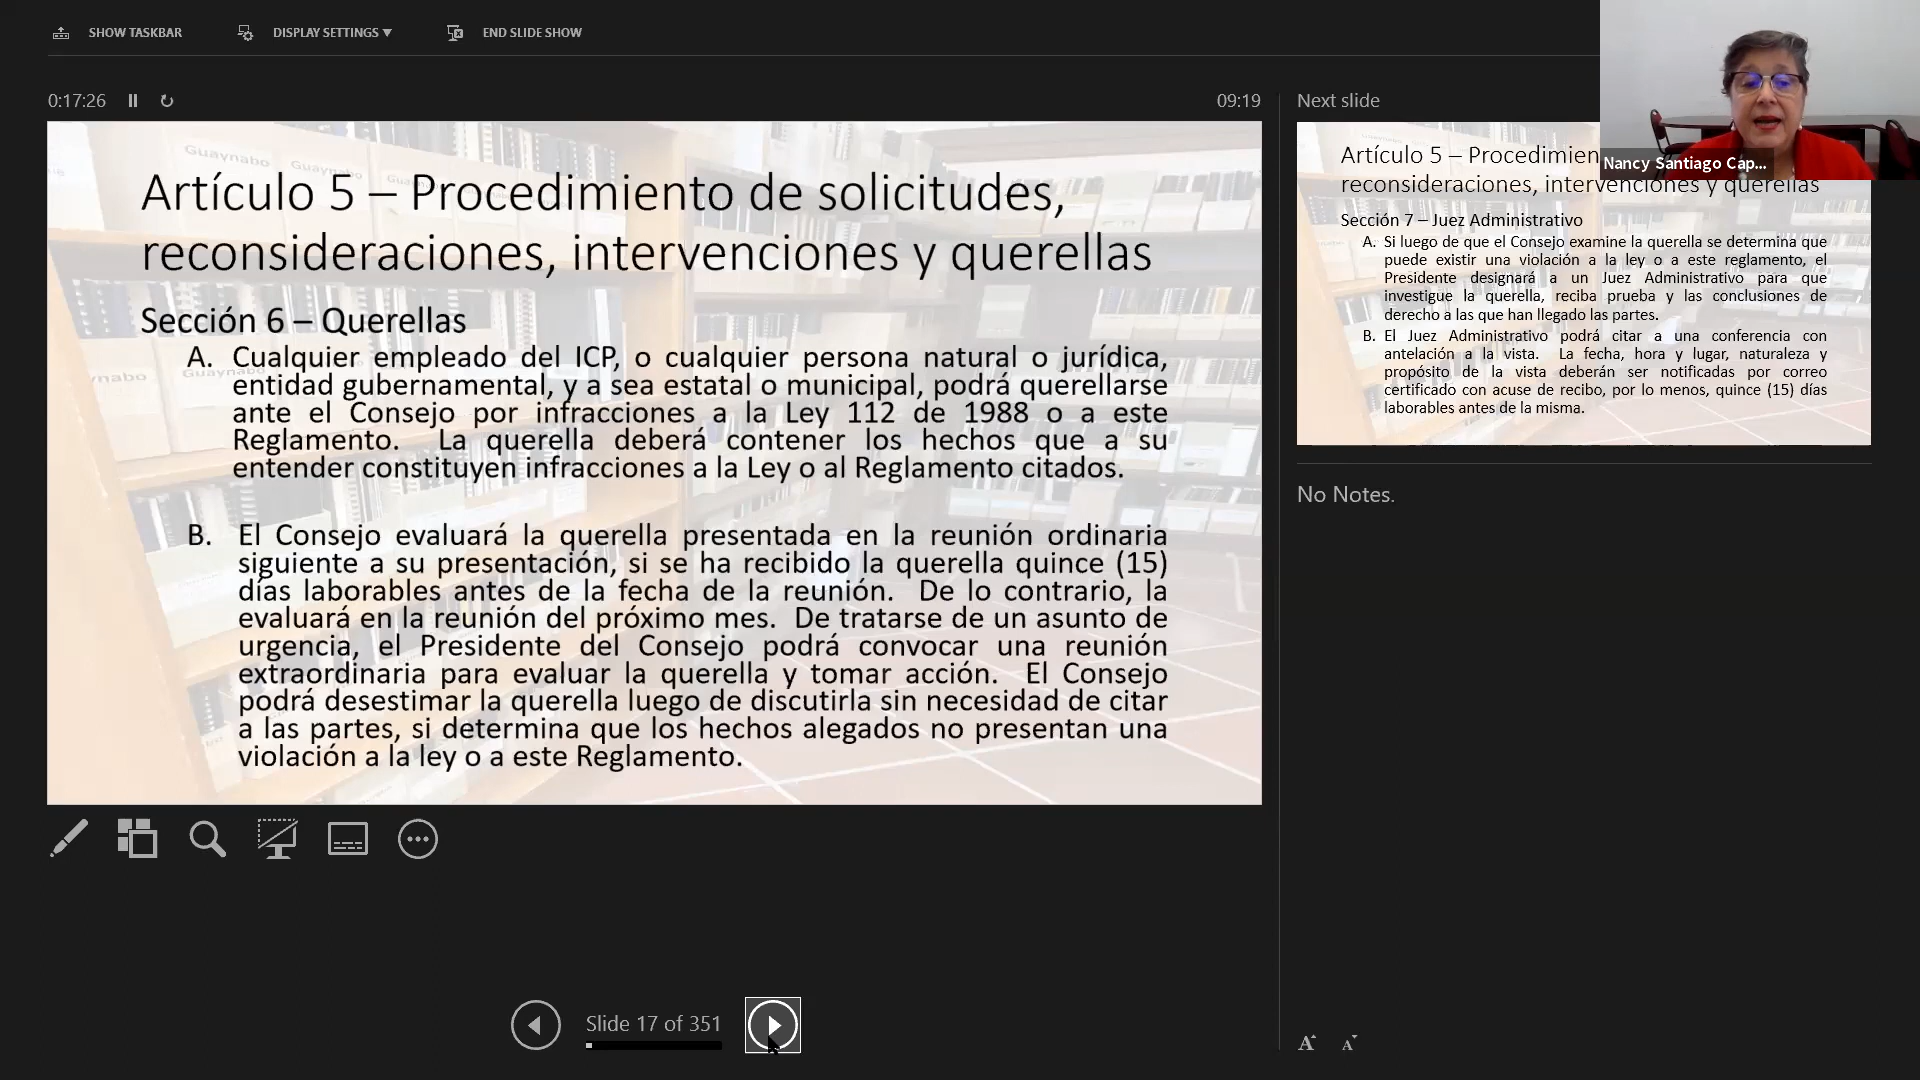 SHOW TASKBAR
DISPLAY SETTINGS ▼
END SLIDE SHOW
0:17:26
09:19
Guaynabo
Guaynabo
Artículo 5 – Procedimiento de solicitudes,
reconsideraciones, intervenciones y querellas
Sección 6 – Querellas
A. Cualquier empleado del ICP, o cualquier persona natural o jurídica,
entidad gubernamental, y a sea estatal o municipal, podrá querellarse
ante el Consejo por infracciones a la Ley 112 de 1988 o a este
Reglamento. La querella deberá contener los hechos que a su
entender constituyen infracciones a la Ley o al Reglamento citados.
B. El Consejo evaluará la querella presentada en la reunión ordinaria
siguiente a su presentación, si se ha recibido la querella quince (15)
días laborables antes de la fecha de la reunión. De lo contrario, la
evaluará en la reunión del próximo mes. De tratarse de un asunto de
urgencia, el Presidente del Consejo podrá convocar una reunión
extraordinaria para evaluar la querella y tomar acción. El Consejo
podrá desestimar la querella luego de discutirla sin necesidad de citar
a las partes, si determina que los hechos alegados no presentan una
violación a la ley o a este Reglamento.
Slide 17 of 351
Next slide
Nancy Santiago Cap...
Artículo 5 – Procedimien
reconsideraciones, intervenciones y querellas
Sección 7 – Juez Administrativo
A. Si luego de que el Consejo examine la querella se determina que
puede existir una violación a la ley o a este reglamento, el
Presidente designará a un Juez Administrativo para que
investigue la querella, reciba prueba y las conclusiones de
derecho a las que han llegado las partes.
B. El Juez Administrativo podrá citar a una conferencia con
antelación a la vista. La fecha, hora y lugar, naturaleza y
propósito de la vista deberán ser notificadas por correo
certificado con acuse de recibo, por lo menos, quince (15) días
laborables antes de la misma.
No Notes.
A A